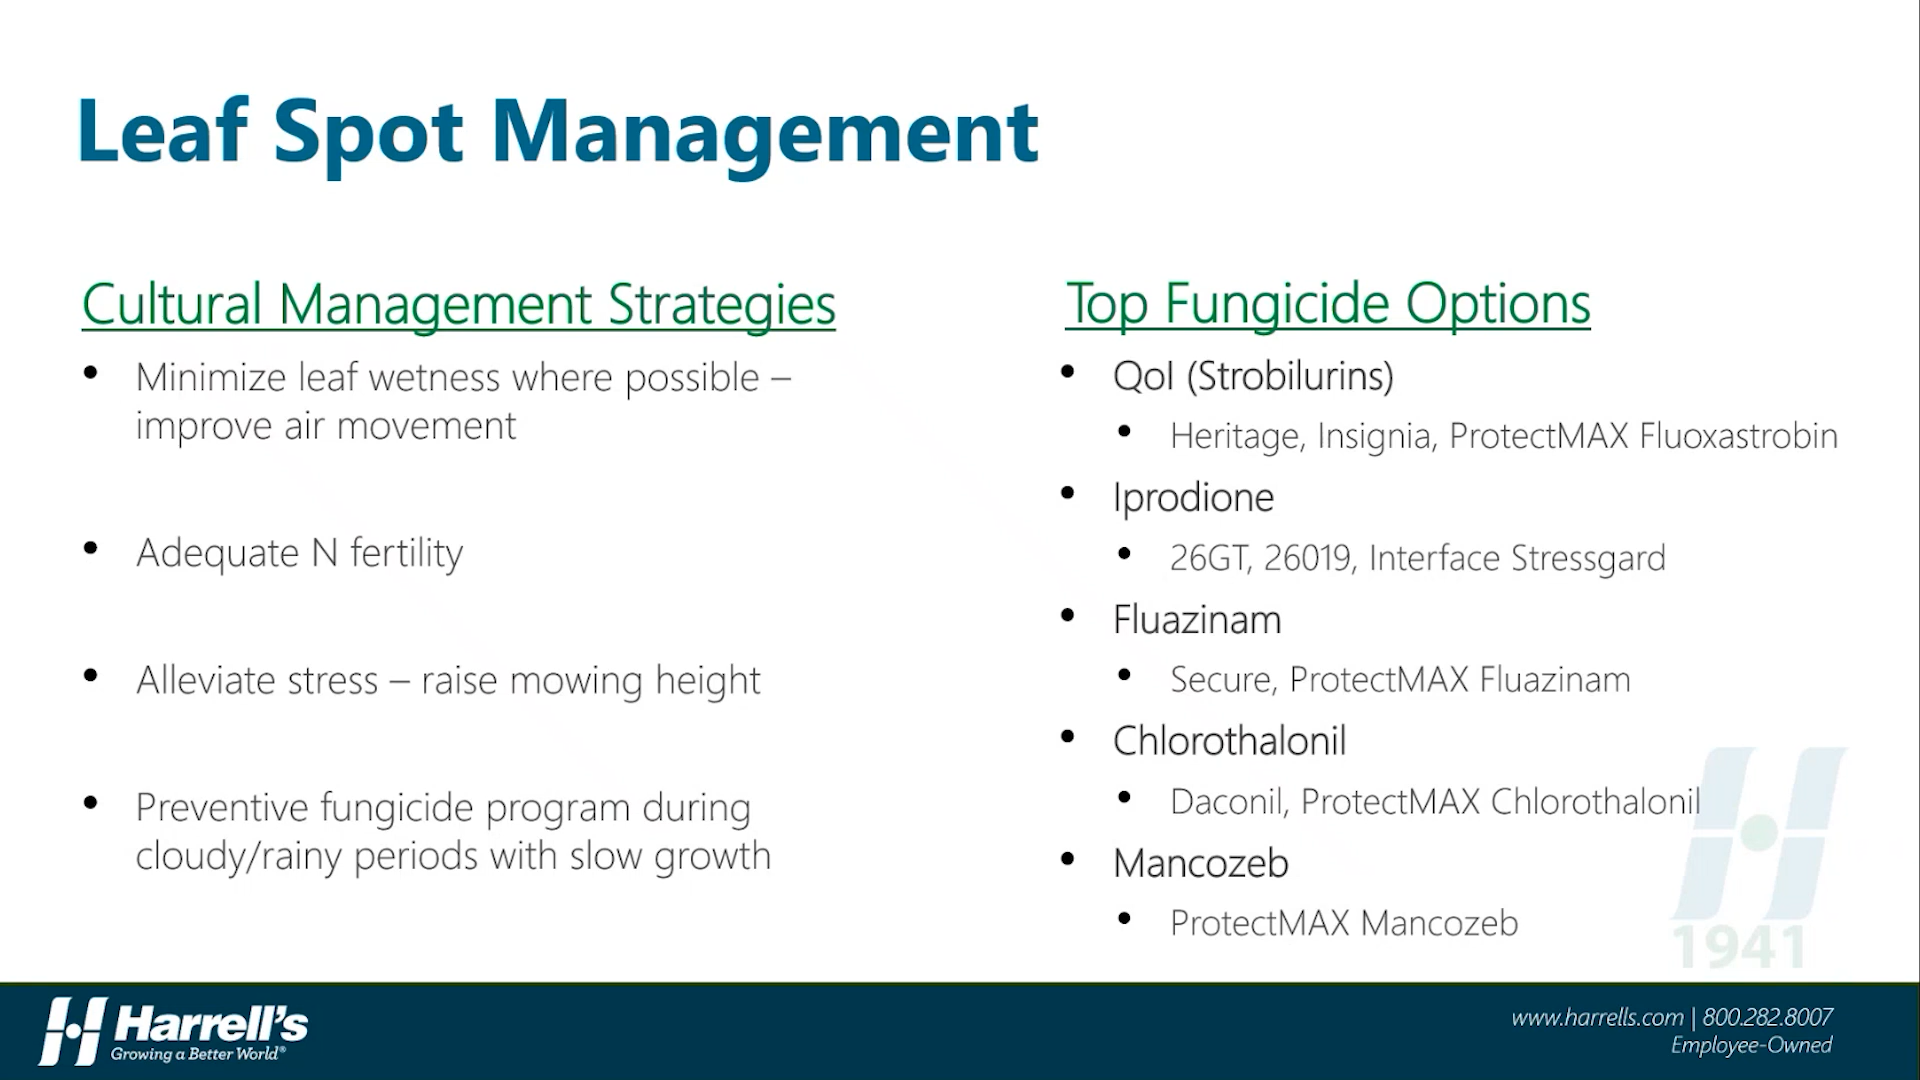 Leaf Spot Management
Cultural Management Strategies
• Minimize leaf wetness where possible –
improve air movement
• Adequate N fertility
• Alleviate stress – raise mowing height
• Preventive fungicide program during
cloudy/rainy periods with slow growth
Top Fungicide Options
• QoI (Strobilurins)
• Heritage, Insignia, ProtectMAX Fluoxastrobin
• Iprodione
• 26GT, 26019, Interface Stressgard
• Fluazinam
• Secure, ProtectMAX Fluazinam
• Chlorothalonil
• Daconil, ProtectMAX Chlorothalonil
• Mancozeb
• ProtectMAX Mancozeb
1941
Harrell's
Growing a Better World®
www.harrells.com | 800.282.8007
Employee-Owned